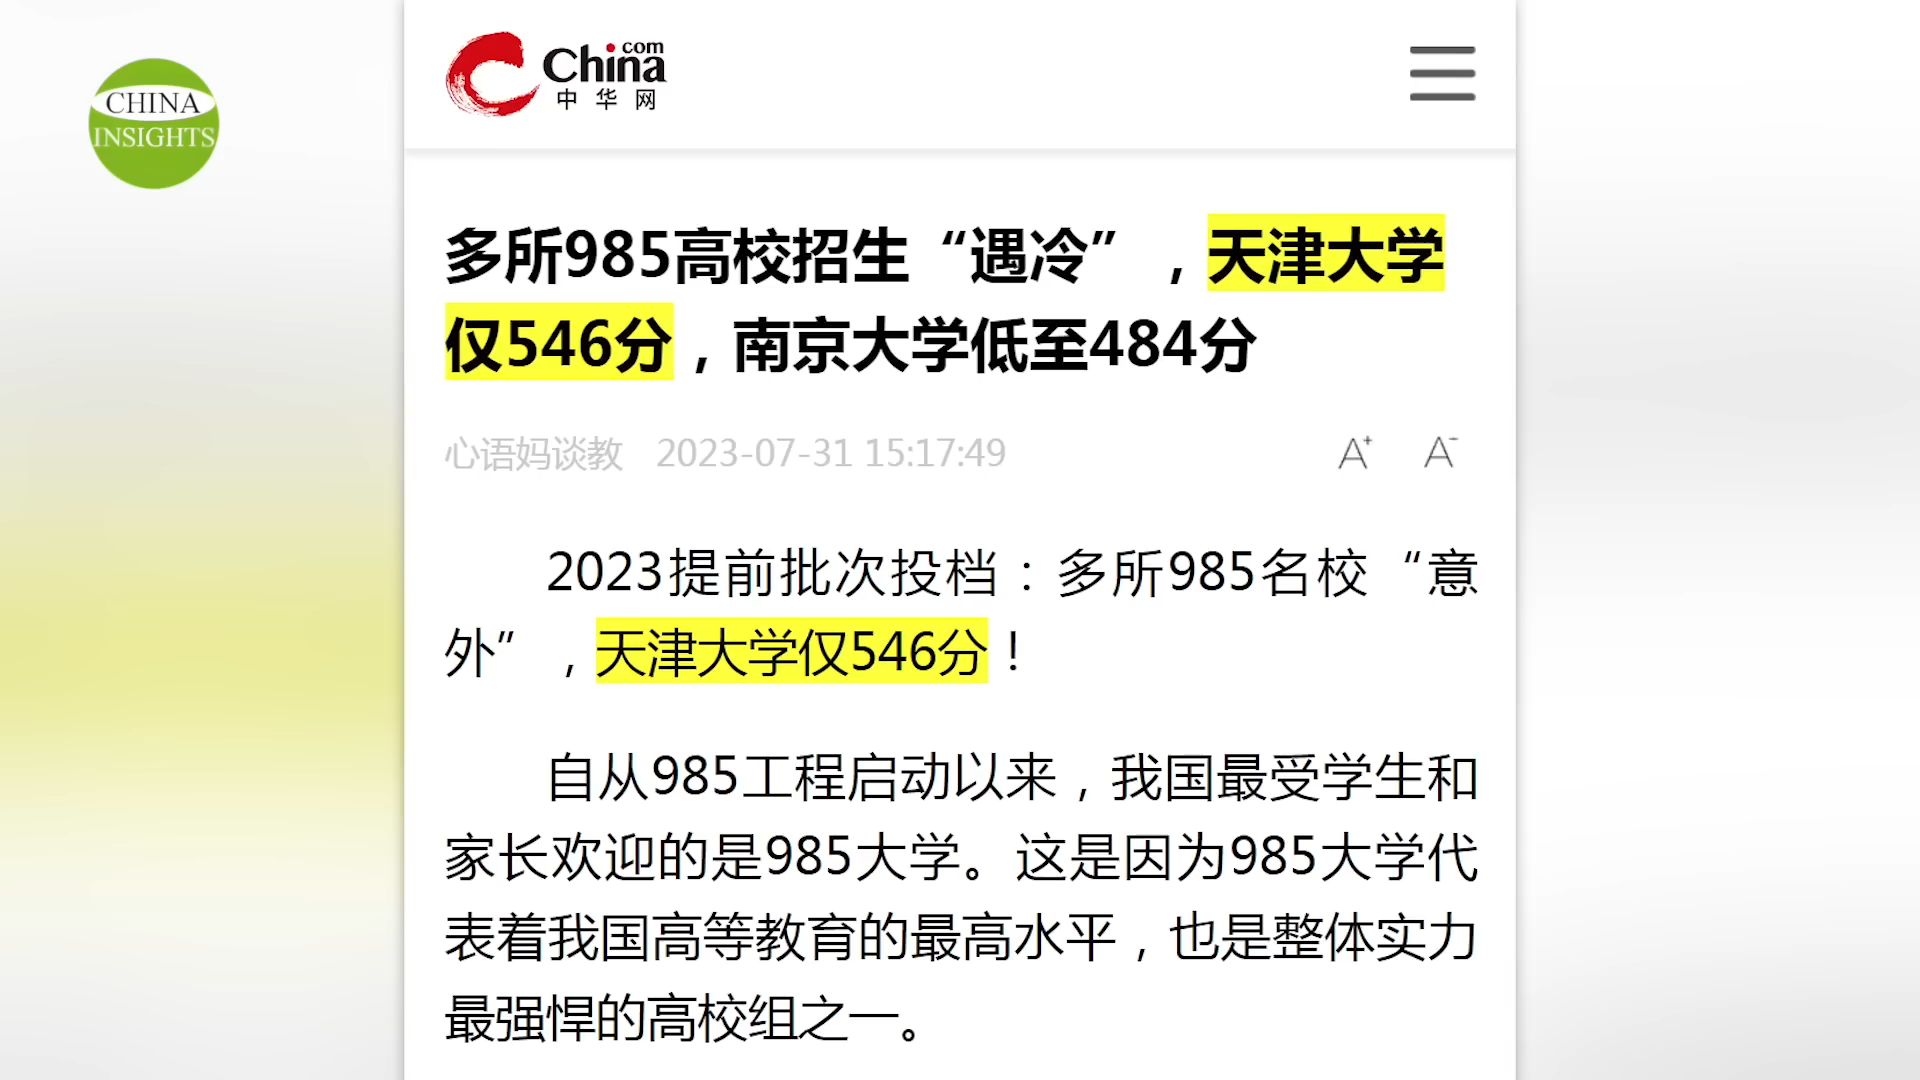 CHINA
INSIGHTS
China.com
中华网
多所985高校招生“遇冷”，天津大学
仅546分，南京大学低至484分
心语妈谈教 2023-07-31 15:17:49
A+ A-
2023提前批次投档：多所985名校“意
外”，天津大学仅546分！
自从985工程启动以来，我国最受学生和
家长欢迎的是985大学。这是因为985大学代
表着我国高等教育的最高水平，也是整体实力
最强悍的高校组之一。